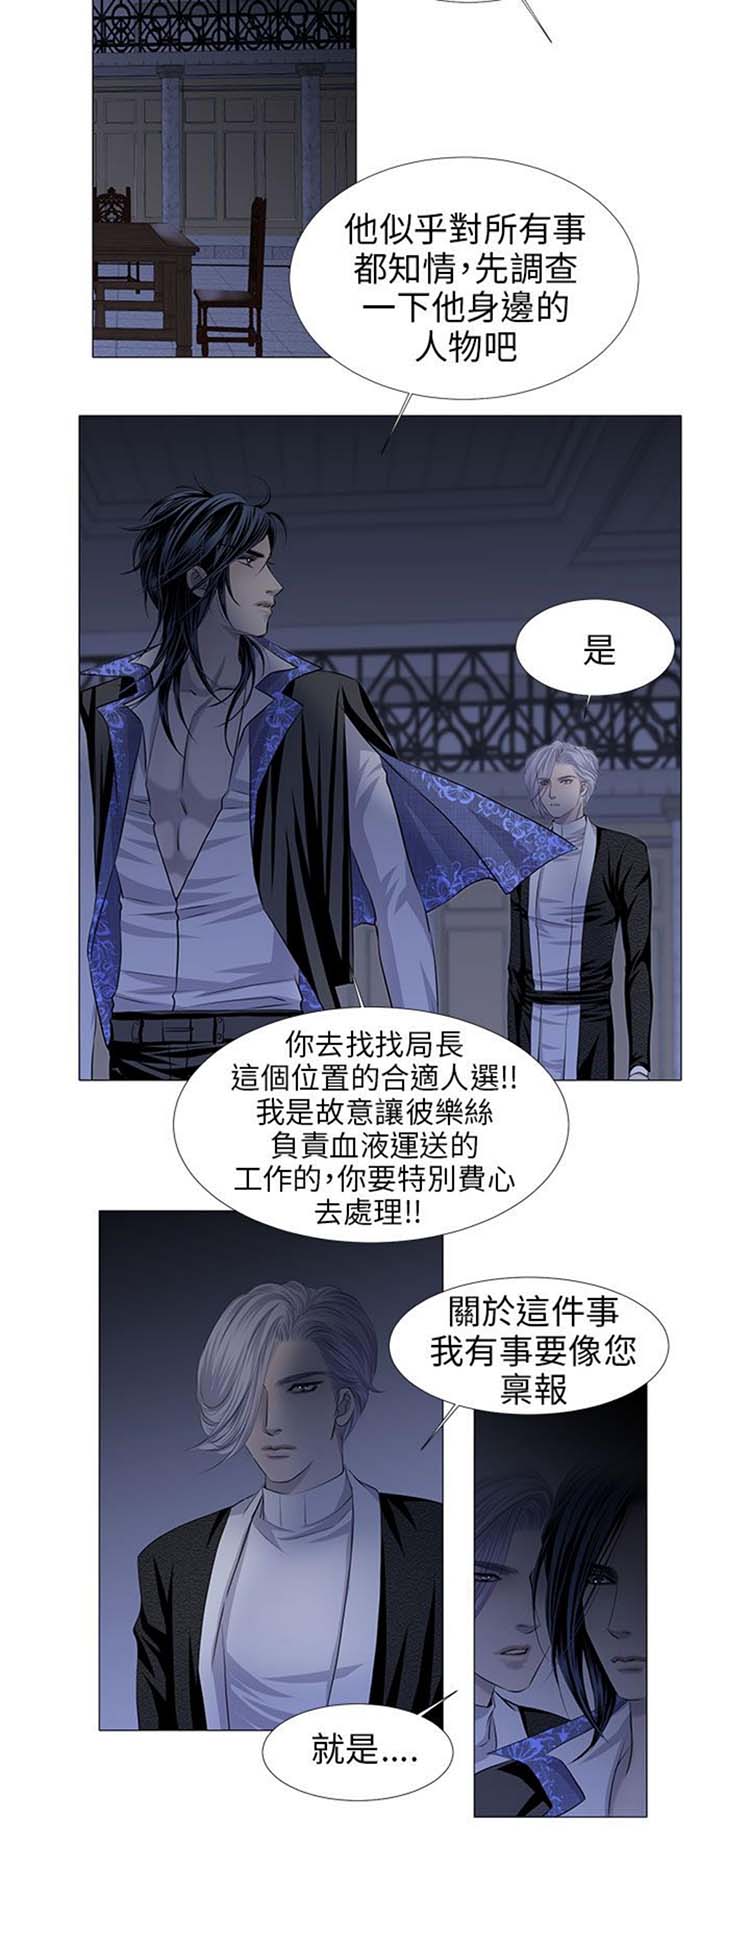 他似乎對所有事
都知情,先調查
一下他身邊的
人物吧
是
你去找找局長
這個位置的合適人選!!
我是故意讓彼樂絲
負責血液運送的
工作的,你要特別費心
去處理!!
關於這件事
我有事要像您
稟報
就是....